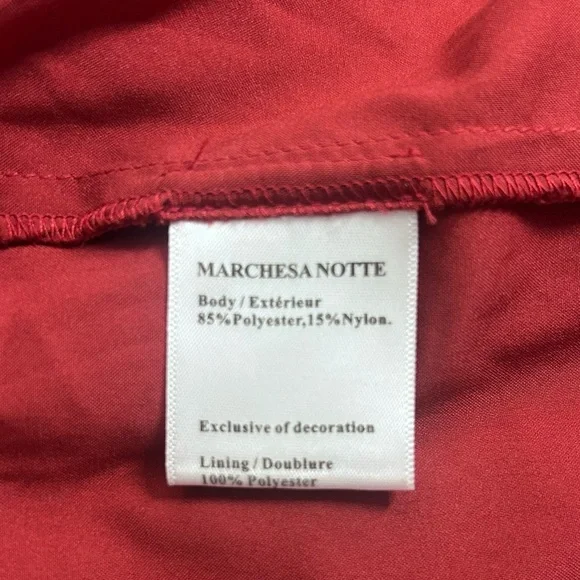 MARCHESA NOTTE
Body / Extérieur
85%Polyester,15%Nylon.
Exclusive of decoration
Lining / Doublure
100% Polyester